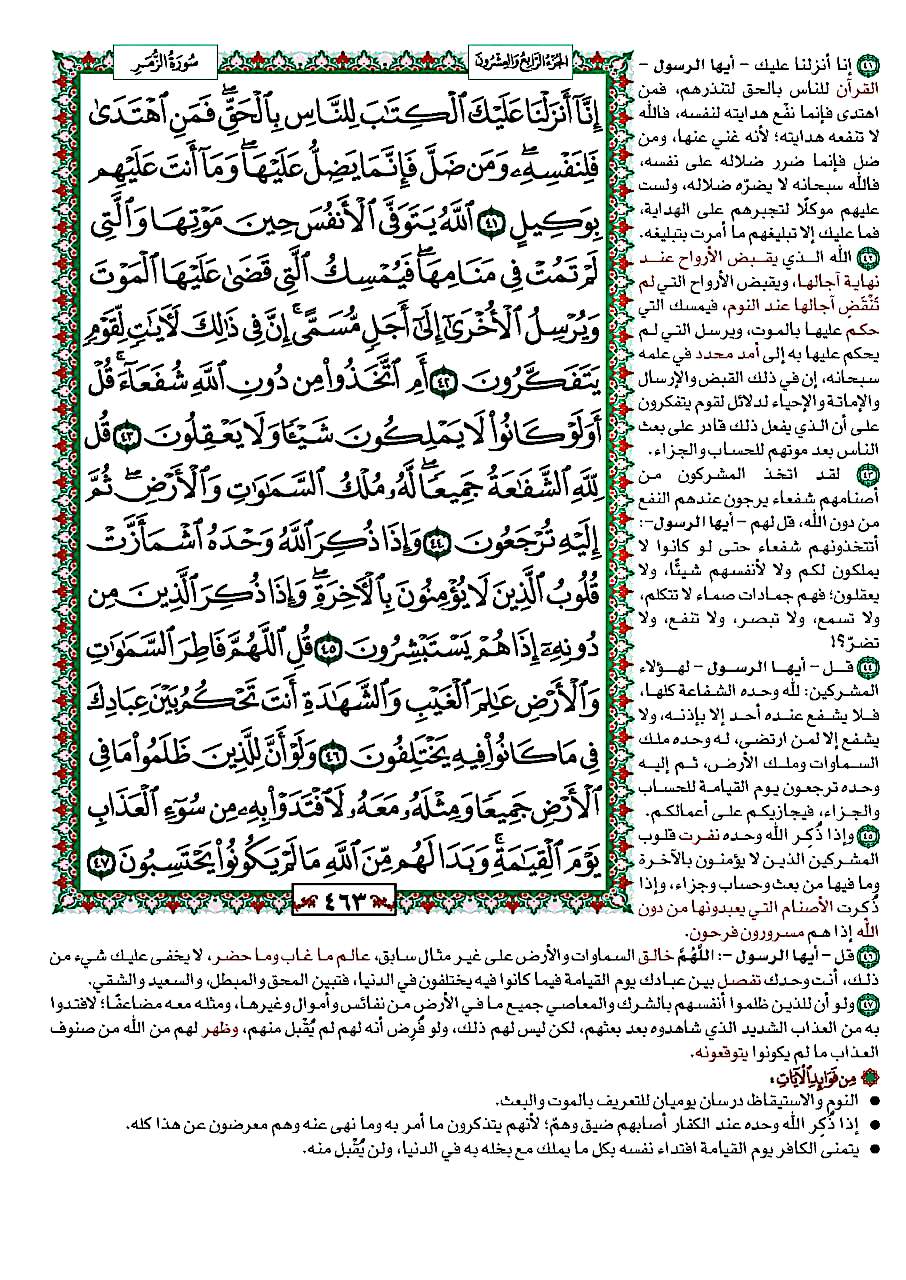 الجُزْءُ الرَّابِعُ وَالْعِشْرُونَ
سُورَةُ الزُّمَرِ
إِنَّآ أَنزَلْنَا عَلَيْكَ ٱلْكِتَٰبَ لِلنَّاسِ بِٱلْحَقِّۖ فَمَنِ ٱهْتَدَىٰ
فَلِنَفْسِهِۦۖ وَمَن ضَلَّ فَإِنَّمَا يَضِلُّ عَلَيْهَاۖ وَمَآ أَنتَ عَلَيْهِم
بِوَكِيلٍ ٤١ ٱللَّهُ يَتَوَفَّى ٱلْأَنفُسَ حِينَ مَوْتِهَا وَٱلَّتِى
لَمْ تَمُتْ فِى مَنَامِهَاۖ فَيُمْسِكُ ٱلَّتِى قَضَىٰ عَلَيْهَا ٱلْمَوْتَ
وَيُرْسِلُ ٱلْأُخْرَىٰٓ إِلَىٰٓ أَجَلٍ مُّسَمًّىۚ إِنَّ فِى ذَٰلِكَ لَءَايَٰتٍ لِّقَوْمٍ
يَتَفَكَّرُونَ ٤٢ أَمِ ٱتَّخَذُوا۟ مِن دُونِ ٱللَّهِ شُفَعَآءَۚ قُلْ
أَوَلَوْ كَانُوا۟ لَا يَمْلِكُونَ شَيْـًٔا وَلَا يَعْقِلُونَ ٤٣ قُل
لِّلَّهِ ٱلشَّفَٰعَةُ جَمِيعًاۖ لَّهُۥ مُلْكُ ٱلسَّمَٰوَٰتِ وَٱلْأَرْضِۖ ثُمَّ
إِلَيْهِ تُرْجَعُونَ ٤٤ وَإِذَا ذُكِرَ ٱللَّهُ وَحْدَهُ ٱشْمَأَزَّتْ
قُلُوبُ ٱلَّذِينَ لَا يُؤْمِنُونَ بِٱلْءَاخِرَةِۖ وَإِذَا ذُكِرَ ٱلَّذِينَ مِن
دُونِهِۦٓ إِذَا هُمْ يَسْتَبْشِرُونَ ٤٥ قُلِ ٱللَّهُمَّ فَاطِرَ ٱلسَّمَٰوَٰتِ
وَٱلْأَرْضِ عَٰلِمَ ٱلْغَيْبِ وَٱلشَّهَٰدَةِ أَنتَ تَحْكُمُ بَيْنَ عِبَادِكَ
فِى مَا كَانُوا۟ فِيهِ يَخْتَلِفُونَ ٤٦ وَلَوْ أَنَّ لِلَّذِينَ ظَلَمُوا۟ مَا فِى
ٱلْأَرْضِ جَمِيعًا وَمِثْلَهُۥ مَعَهُۥ لَٱفْتَدَوْا۟ بِهِۦ مِن سُوٓءِ ٱلْعَذَابِ
يَوْمَ ٱلْقِيَٰمَةِۚ وَبَدَا لَهُم مِّنَ ٱللَّهِ مَا لَمْ يَكُونُوا۟ يَحْتَسِبُونَ ٤٧
٤٦٣
٤١ إنا أنزلنا عليك – أيها الرسول –
القرآن للناس بالحق لتنذرهم، فمن
اهتدى فإنما نفْع هدايته لنفسه، فالله
لا تنفعه هدايته؛ لأنه غني عنها، ومن
ضل فإنما ضرر ضلاله على نفسه،
فالله سبحانه لا يضرّه ضلاله، ولست
عليهم موكلًا لتجبرهم على الهداية،
فما عليك إلا تبليغهم ما أمرت بتبليغه.
٤٢ الله الذي يقبض الأرواح عند
نهاية آجالها، ويقبض الأرواح التي لم
تَنْقَضِ آجالها عند النوم، فيمسك التي
حكم عليها بالموت، ويرسل التي لم
يحكم عليها به إلى أمد محدد في علمه
سبحانه، إن في ذلك القبض والإرسال
والإماتة والإحياء لدلائل لقوم يتفكرون
على أن الذي يفعل ذلك قادر على بعث
الناس بعد موتهم للحساب والجزاء.
٤٣ لقد اتخذ المشركون من
أصنامهم شفعاء يرجون عندهم النفع
من دون الله، قل لهم – أيها الرسول–:
أتتخذونهم شفعاء حتى لو كانوا لا
يملكون لكم ولا لأنفسهم شيئًا، ولا
يعقلون؛ فهم جمادات صماء لا تتكلم،
ولا تسمع، ولا تبصر، ولا تنفع، ولا
تضرّ؟!
٤٤ قل – أيها الرسول – لهؤلاء
المشركين: لله وحده الشفاعة كلها،
فلا يشفع عنده أحد إلا بإذنه، ولا
يشفع إلا لمن ارتضى، له وحده ملك
السماوات وملك الأرض، ثم إليه
وحده ترجعون يوم القيامة للحساب
والجزاء، فيجازيكم على أعمالكم.
٤٥ وإذا ذُكِر الله وحده نفرت قلوب
المشركين الذين لا يؤمنون بالآخرة
وما فيها من بعث وحساب وجزاء، وإذا
ذُكرت الأصنام التي يعبدونها من دون
الله إذا هم مسرورون فرحون.
٤٦ قل – أيها الرسول –: اللَّهُمَّ خالق السماوات والأرض على غير مثال سابق، عالم ما غاب وما حضر، لا يخفى عليك شيء من
ذلك، أنت وحدك تفصل بين عبادك يوم القيامة فيما كانوا فيه يختلفون في الدنيا، فتبين المحق والمبطل، والسعيد والشقي.
٤٧ ولو أن للذين ظلموا أنفسهم بالشرك والمعاصي جميع ما في الأرض من نفائس وأموال وغيرها، ومثله معه مضاعفًا؛ لافتدوا
به من العذاب الشديد الذي شاهدوه بعد بعثهم، لكن ليس لهم ذلك، ولو فُرِض أنه لهم لم يُقْبل منهم، وظهر لهم من الله من صنوف
العذاب ما لم يكونوا يتوقعونه.
مِن فَوَائِدِ الْآيَاتِ:
● النوم والاستيقاظ درسان يوميان للتعريف بالموت والبعث.
● إذا ذُكِر الله وحده عند الكفار أصابهم ضيق وهمّ؛ لأنهم يتذكرون ما أمر به وما نهى عنه وهم معرضون عن هذا كله.
● يتمنى الكافر يوم القيامة افتداء نفسه بكل ما يملك مع بخله به في الدنيا، ولن يُقْبل منه.